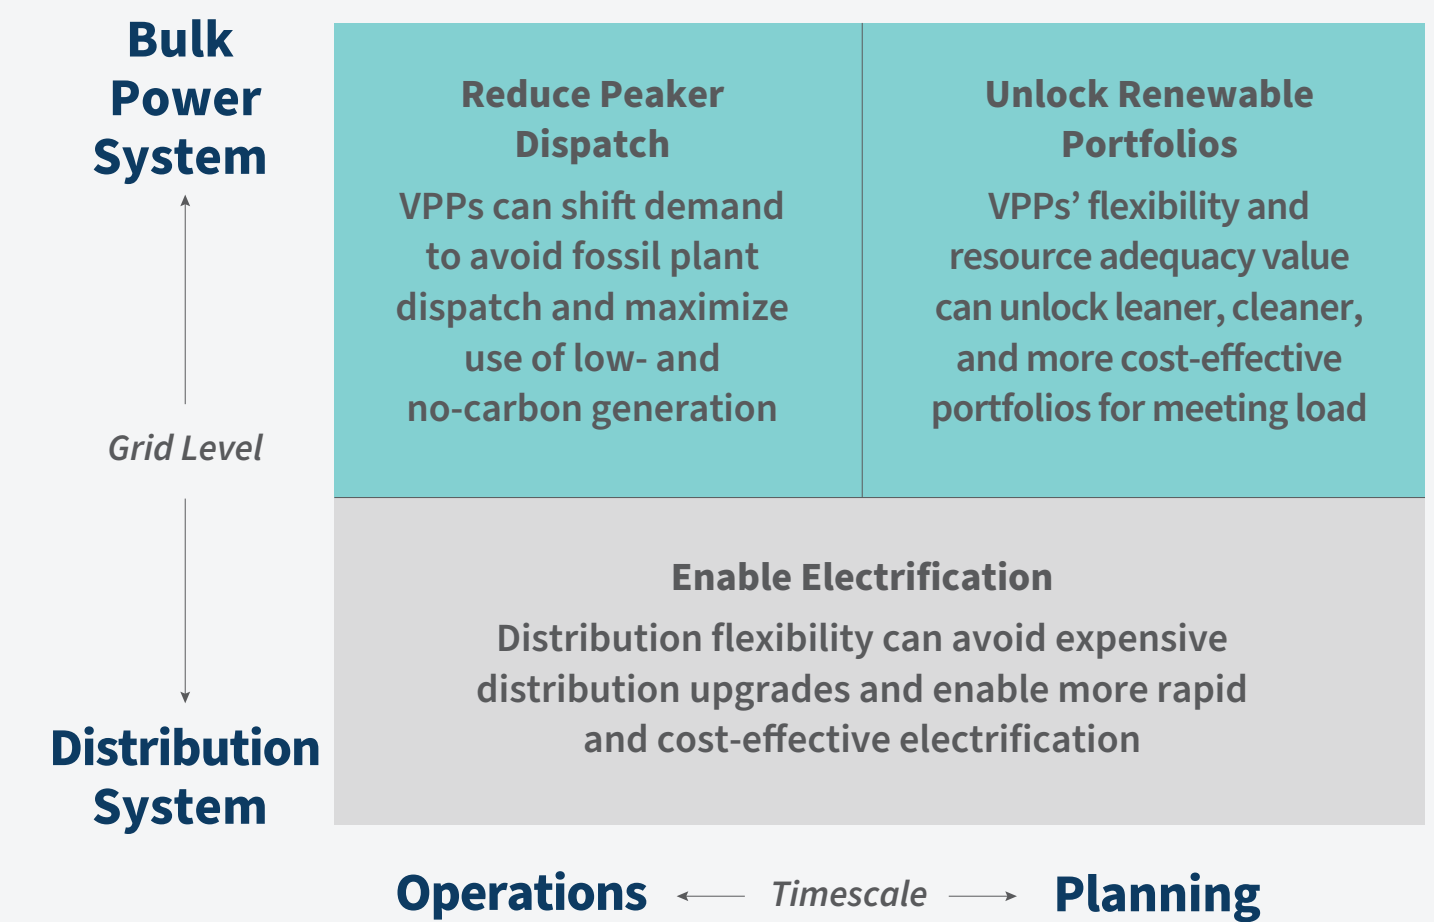 Bulk
Power
System
Grid Level
Distribution
System
Reduce Peaker
Dispatch
VPPs can shift demand
to avoid fossil plant
dispatch and maximize
use of low- and
no-carbon generation
Unlock Renewable
Portfolios
VPPs’ flexibility and
resource adequacy value
can unlock leaner, cleaner,
and more cost-effective
portfolios for meeting load
Enable Electrification
Distribution flexibility can avoid expensive
distribution upgrades and enable more rapid
and cost-effective electrification
Operations
Timescale
Planning